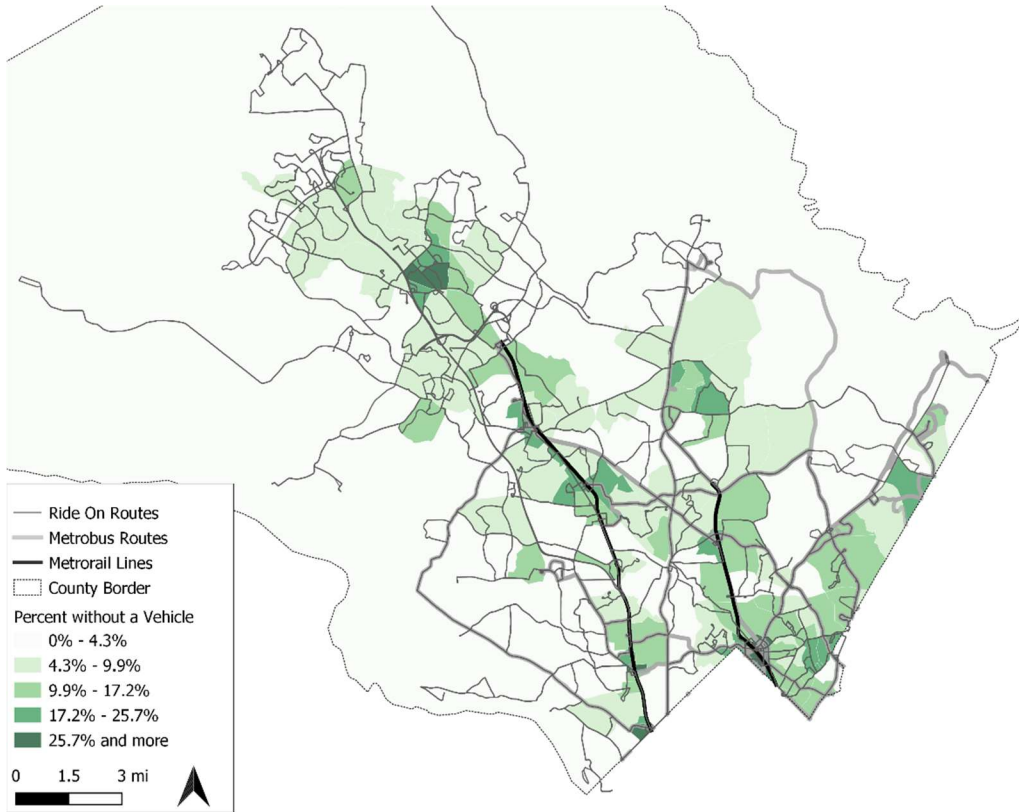 Ride On Routes
Metrobus Routes
Metrorail Lines
County Border
Percent without a Vehicle
0% - 4.3%
4.3% - 9.9%
9.9% - 17.2%
17.2% - 25.7%
25.7% and more
0 1.5 3 mi